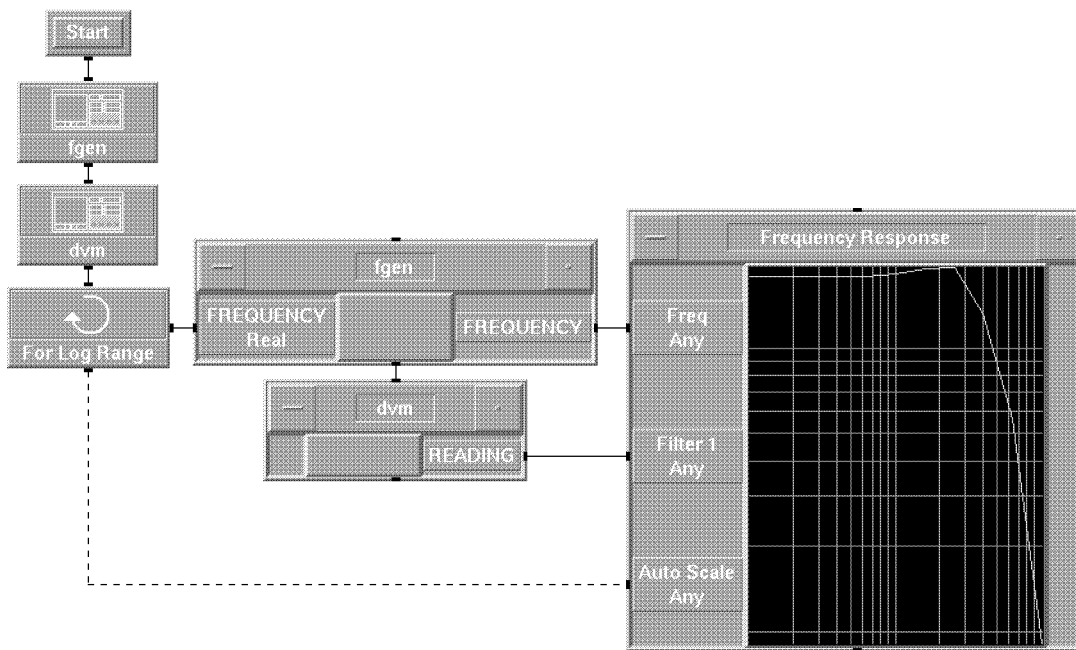 Start
fgen
dvm
For Log Range
fgen
FREQUENCY
Real
FREQUENCY
dvm
READING
Frequency Response
Freq
Any
Filter 1
Any
Auto Scale
Any